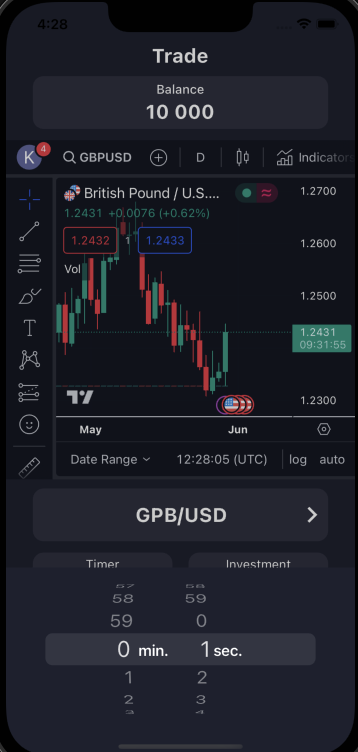 4:28
Trade
Balance
10 000
K 4 GBPUSD D Indicators
British Pound / U.S.... 1.2700
1.2431 +0.0076 (+0.62%)
1.2432 1 1.2433 1.2600
Vol
1.2500
1.2431
09:31:55
1.2300
May Jun
Date Range 12:28:05 (UTC) log auto
GPB/USD
Timer Investment
57 58
58 59
59 0
0 min. 1 sec.
1 2
2 3
3 4